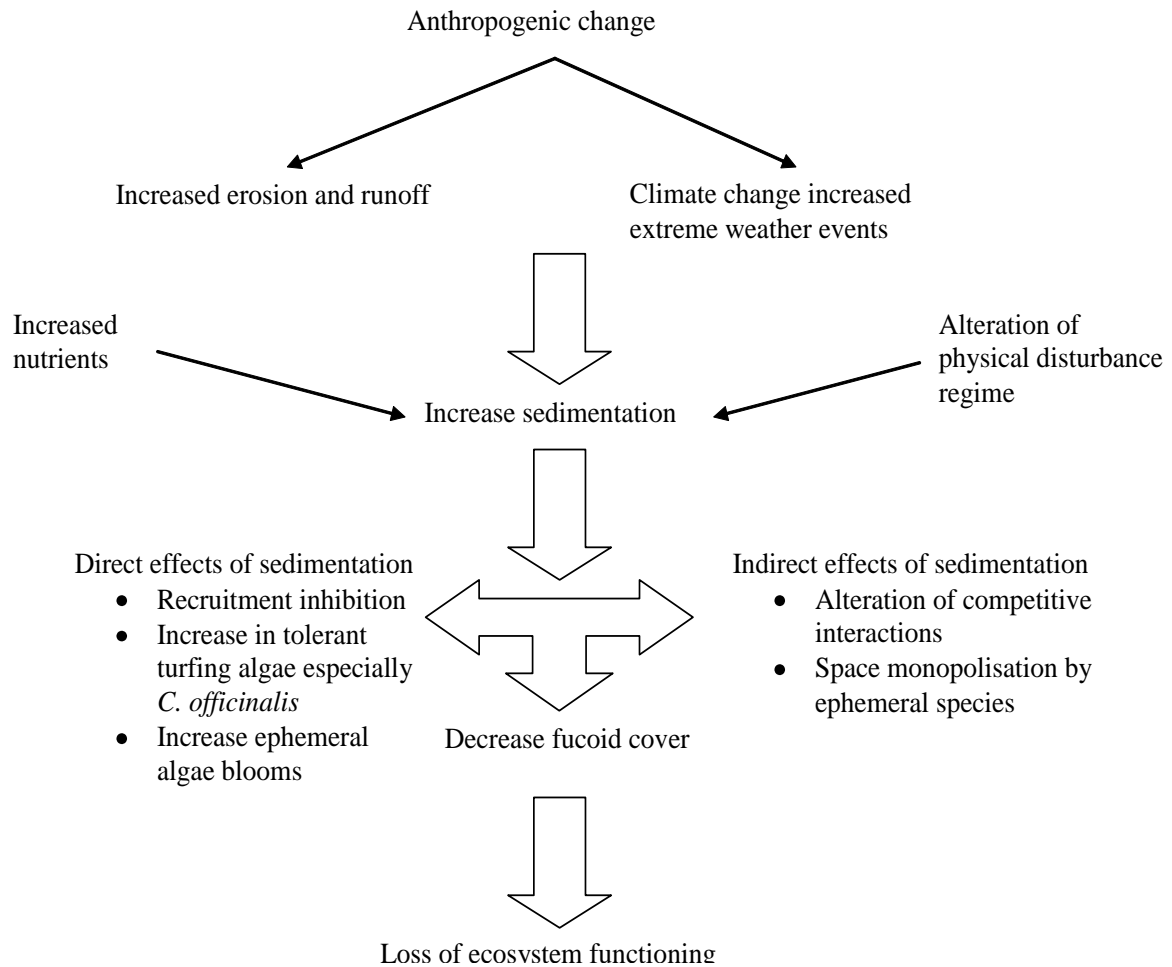 Anthropogenic change
Increased erosion and runoff
Climate change increased
extreme weather events
Increased
nutrients
Alteration of
physical disturbance
regime
Increase sedimentation
Direct effects of sedimentation
● Recruitment inhibition
● Increase in tolerant
turfing algae especially
C. officinalis
● Increase ephemeral
algae blooms
Indirect effects of sedimentation
● Alteration of competitive
interactions
● Space monopolisation by
ephemeral species
Decrease fucoid cover
Loss of ecosystem functioning